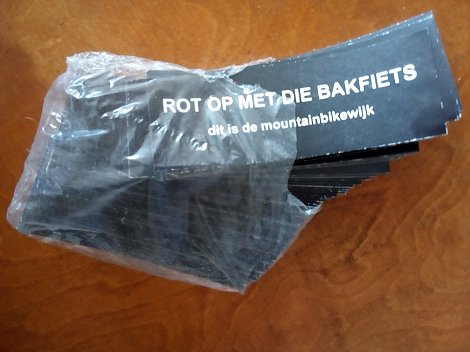 ROT OP MET DIE BAKFIETS
dit is de mountainbikewijk